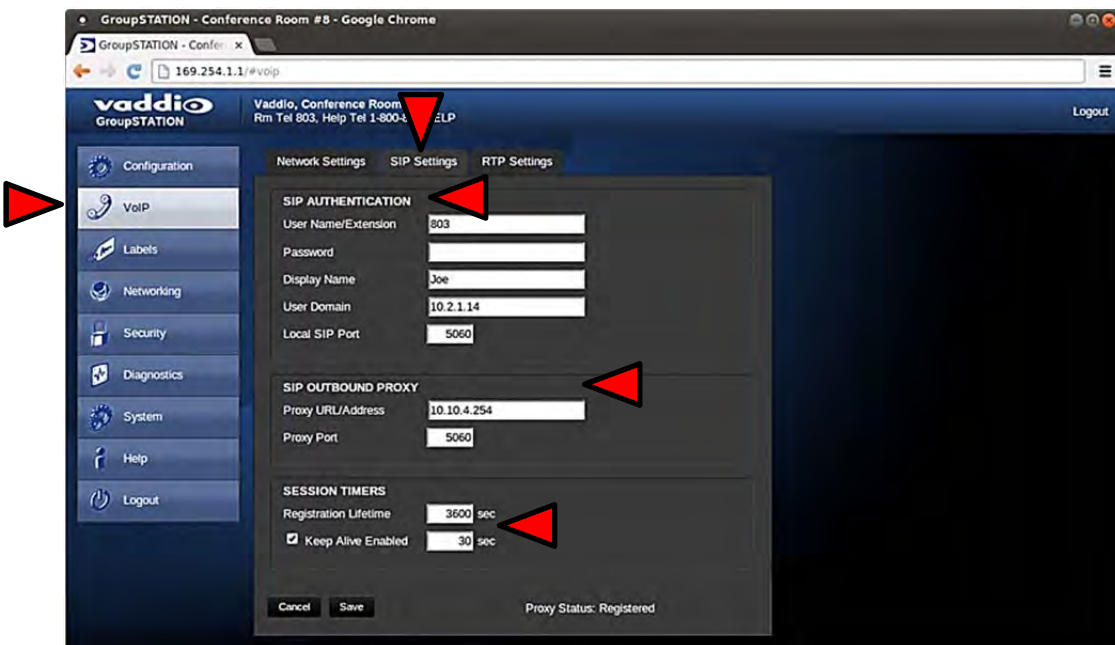 GroupSTATION - Conference Room #8 - Google Chrome
GroupSTATION - Confer
169.254.1.1/#voip
vaddio
GroupSTATION
Vaddio, Conference Room
Rm Tel 803, Help Tel 1-800- ELP
Logout
Configuration
VoIP
Labels
Networking
Security
Diagnostics
System
Help
Logout
Network Settings SIP Settings RTP Settings
SIP AUTHENTICATION
User Name/Extension 803
Password
Display Name Joe
User Domain 10.2.1.14
Local SIP Port 5060
SIP OUTBOUND PROXY
Proxy URL/Address 10.10.4.254
Proxy Port 5060
SESSION TIMERS
Registration Lifetime 3600 sec
Keep Alive Enabled 30 sec
Cancel Save Proxy Status: Registered